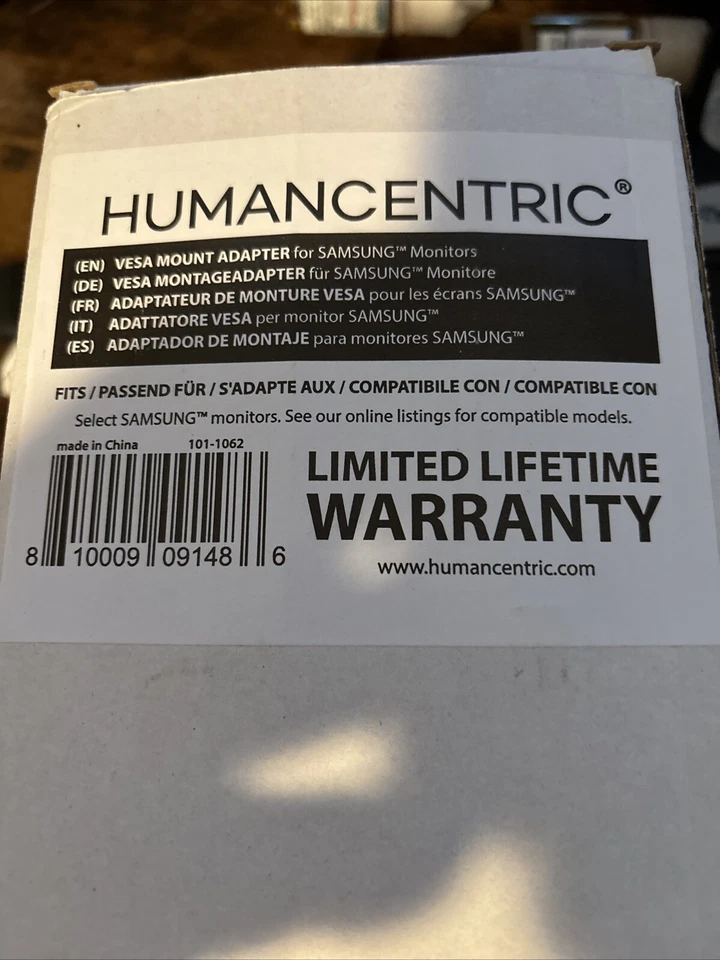 HUMANCENTRIC®
(EN) VESA MOUNT ADAPTER for SAMSUNG™ Monitors
(DE) VESA MONTAGEADAPTER für SAMSUNG™ Monitore
(FR) ADAPTATEUR DE MONTURE VESA pour les écrans SAMSUNG™
(IT) ADATTATORE VESA per monitor SAMSUNG™
(ES) ADAPTADOR DE MONTAJE para monitores SAMSUNG™
FITS / PASSEND FÜR / S'ADAPTE AUX / COMPATIBILE CON / COMPATIBLE CON
Select SAMSUNG™ monitors. See our online listings for compatible models.
made in China 101-1062
8 10009 09148 6
LIMITED LIFETIME
WARRANTY
www.humancentric.com